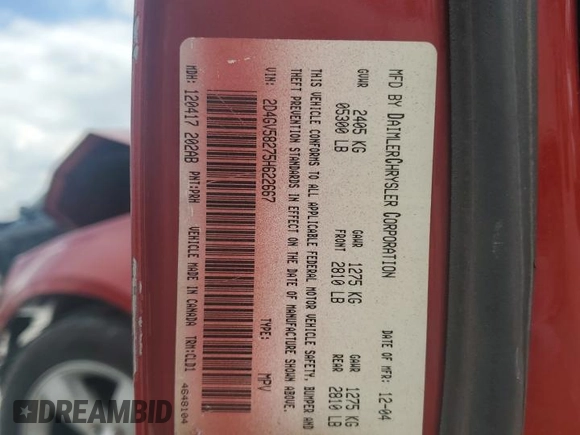 MFD BY DAIMLERCHRYSLER CORPORATION
DATE OF MFR: 12-04
GVWR 2405 KG 05300 LB
GAWR FRONT 1275 KG 2810 LB
GAWR REAR 1275 KG 2810 LB
THIS VEHICLE CONFORMS TO ALL APPLICABLE FEDERAL MOTOR VEHICLE SAFETY, BUMPER AND
THEFT PREVENTION STANDARDS IN EFFECT ON THE DATE OF MANUFACTURE SHOWN ABOVE.
VIN: 2D4GV58275H622667 TYPE: MPV
MDH: 120417 202AB PNT:PRH VEHICLE MADE IN CANADA TRM:CLD1 4648104
DREAMBID